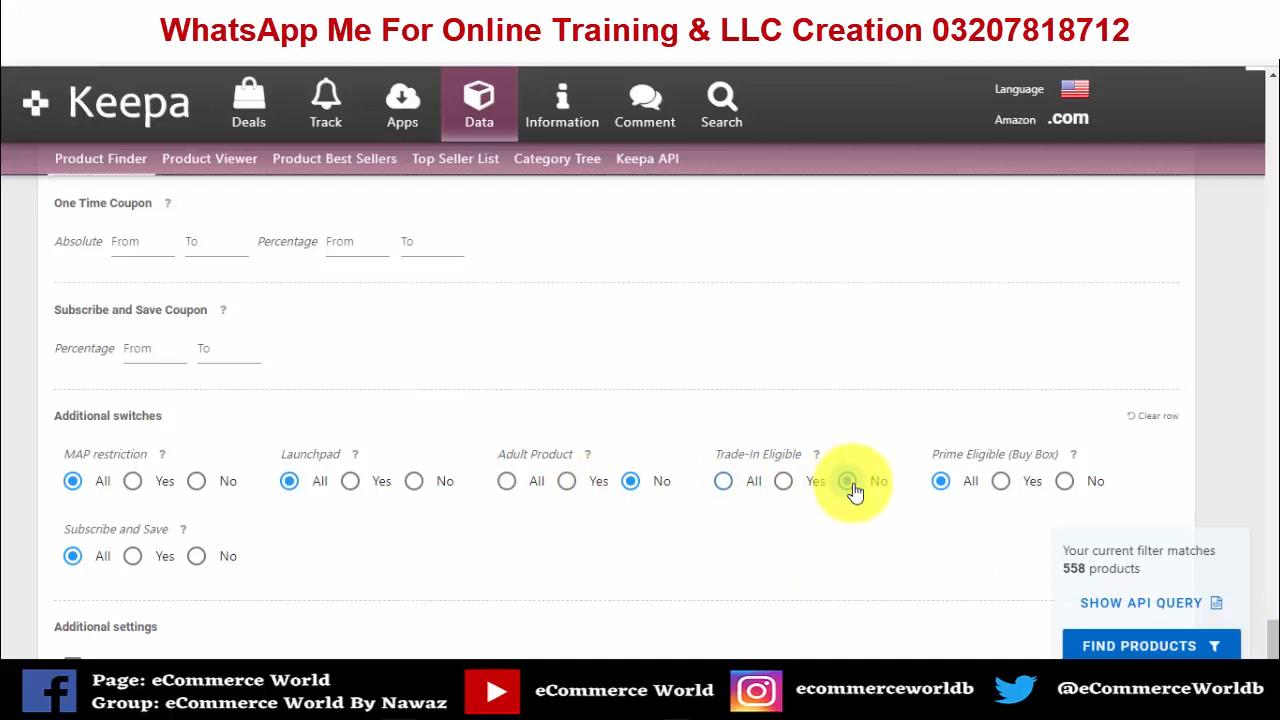 WhatsApp Me For Online Training & LLC Creation 03207818712
Keepa
Deals
Track
Apps
Data
Information
Comment
Search
Language
Amazon .com
Product Finder Product Viewer Product Best Sellers Top Seller List Category Tree Keepa API
One Time Coupon ?
Absolute From To Percentage From To
Subscribe and Save Coupon ?
Percentage From To
Additional switches
Clear row
MAP restriction ? Launchpad ? Adult Product ? Trade-In Eligible ? Prime Eligible (Buy Box) ?
All Yes No All Yes No All Yes No All Yes No All Yes No
Subscribe and Save ?
All Yes No
Your current filter matches
558 products
SHOW API QUERY
Additional settings
FIND PRODUCTS
Page: eCommerce World
Group: eCommerce World By Nawaz
eCommerce World
ecommerceworldb
@eCommerceWorldb